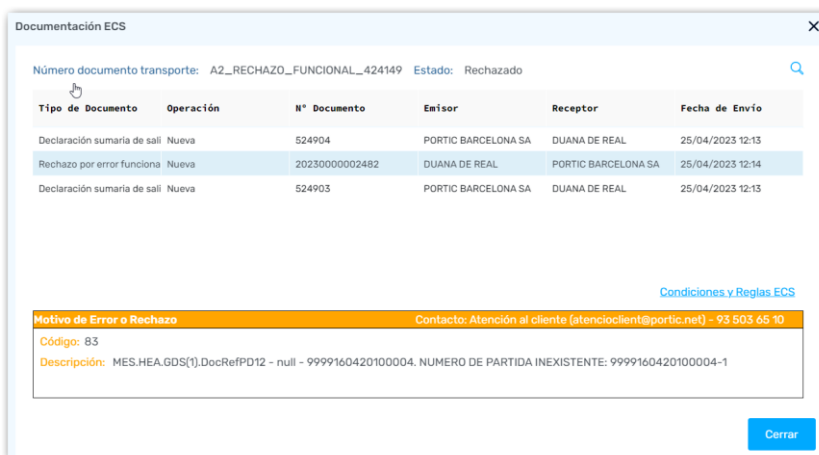 Documentación ECS
Número documento transporte: A2_RECHAZO_FUNCIONAL_424149 Estado: Rechazado
Tipo de Documento Operación Nº Documento Emisor Receptor Fecha de Envío
Declaración sumaria de sali Nueva 524904 PORTIC BARCELONA SA DUANA DE REAL 25/04/2023 12:13
Rechazo por error funciona Nueva 20230000002482 DUANA DE REAL PORTIC BARCELONA SA 25/04/2023 12:14
Declaración sumaria de sali Nueva 524903 PORTIC BARCELONA SA DUANA DE REAL 25/04/2023 12:13
Condiciones y Reglas ECS
Motivo de Error o Rechazo Contacto: Atención al cliente (atencioclient@portic.net) - 93 503 65 10
Código: 83
Descripción: MES.HEA.GDS(1).DocRefPD12 - null - 9999160420100004. NUMERO DE PARTIDA INEXISTENTE: 9999160420100004-1
Cerrar